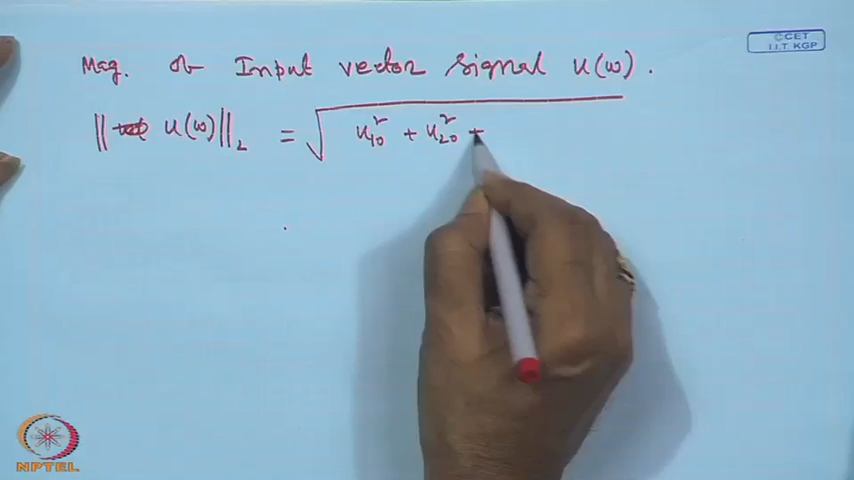 © CET
I.I.T. KGP
Mag. of Input vector signal u(ω).
||u(ω)||₂ = √ u₁₀² + u₂₀² +
NPTEL